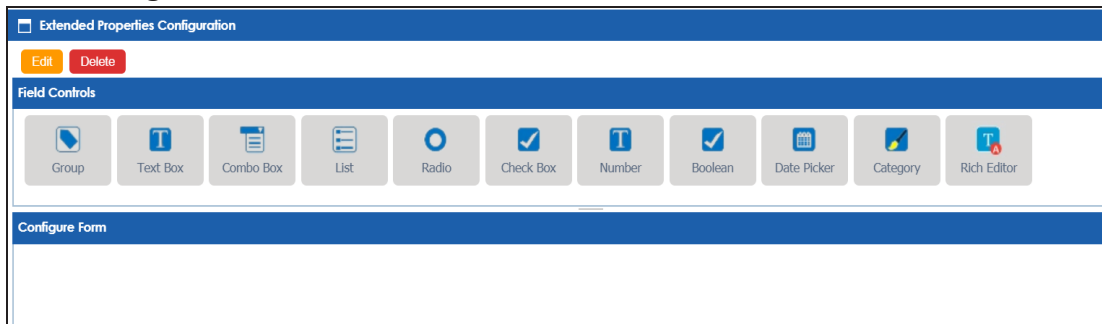 Extended Properties Configuration
Edit Delete
Field Controls
Group Text Box Combo Box List Radio Check Box Number Boolean Date Picker Category Rich Editor
Configure Form